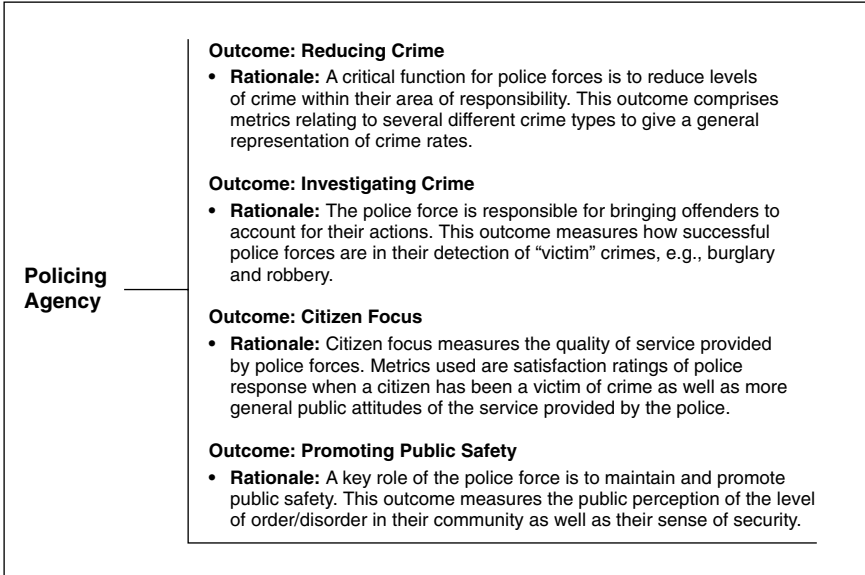 Outcome: Reducing Crime
• Rationale: A critical function for police forces is to reduce levels
of crime within their area of responsibility. This outcome comprises
metrics relating to several different crime types to give a general
representation of crime rates.
Outcome: Investigating Crime
• Rationale: The police force is responsible for bringing offenders to
account for their actions. This outcome measures how successful
police forces are in their detection of “victim” crimes, e.g., burglary
and robbery.
Policing
Agency
Outcome: Citizen Focus
• Rationale: Citizen focus measures the quality of service provided
by police forces. Metrics used are satisfaction ratings of police
response when a citizen has been a victim of crime as well as more
general public attitudes of the service provided by the police.
Outcome: Promoting Public Safety
• Rationale: A key role of the police force is to maintain and promote
public safety. This outcome measures the public perception of the level
of order/disorder in their community as well as their sense of security.